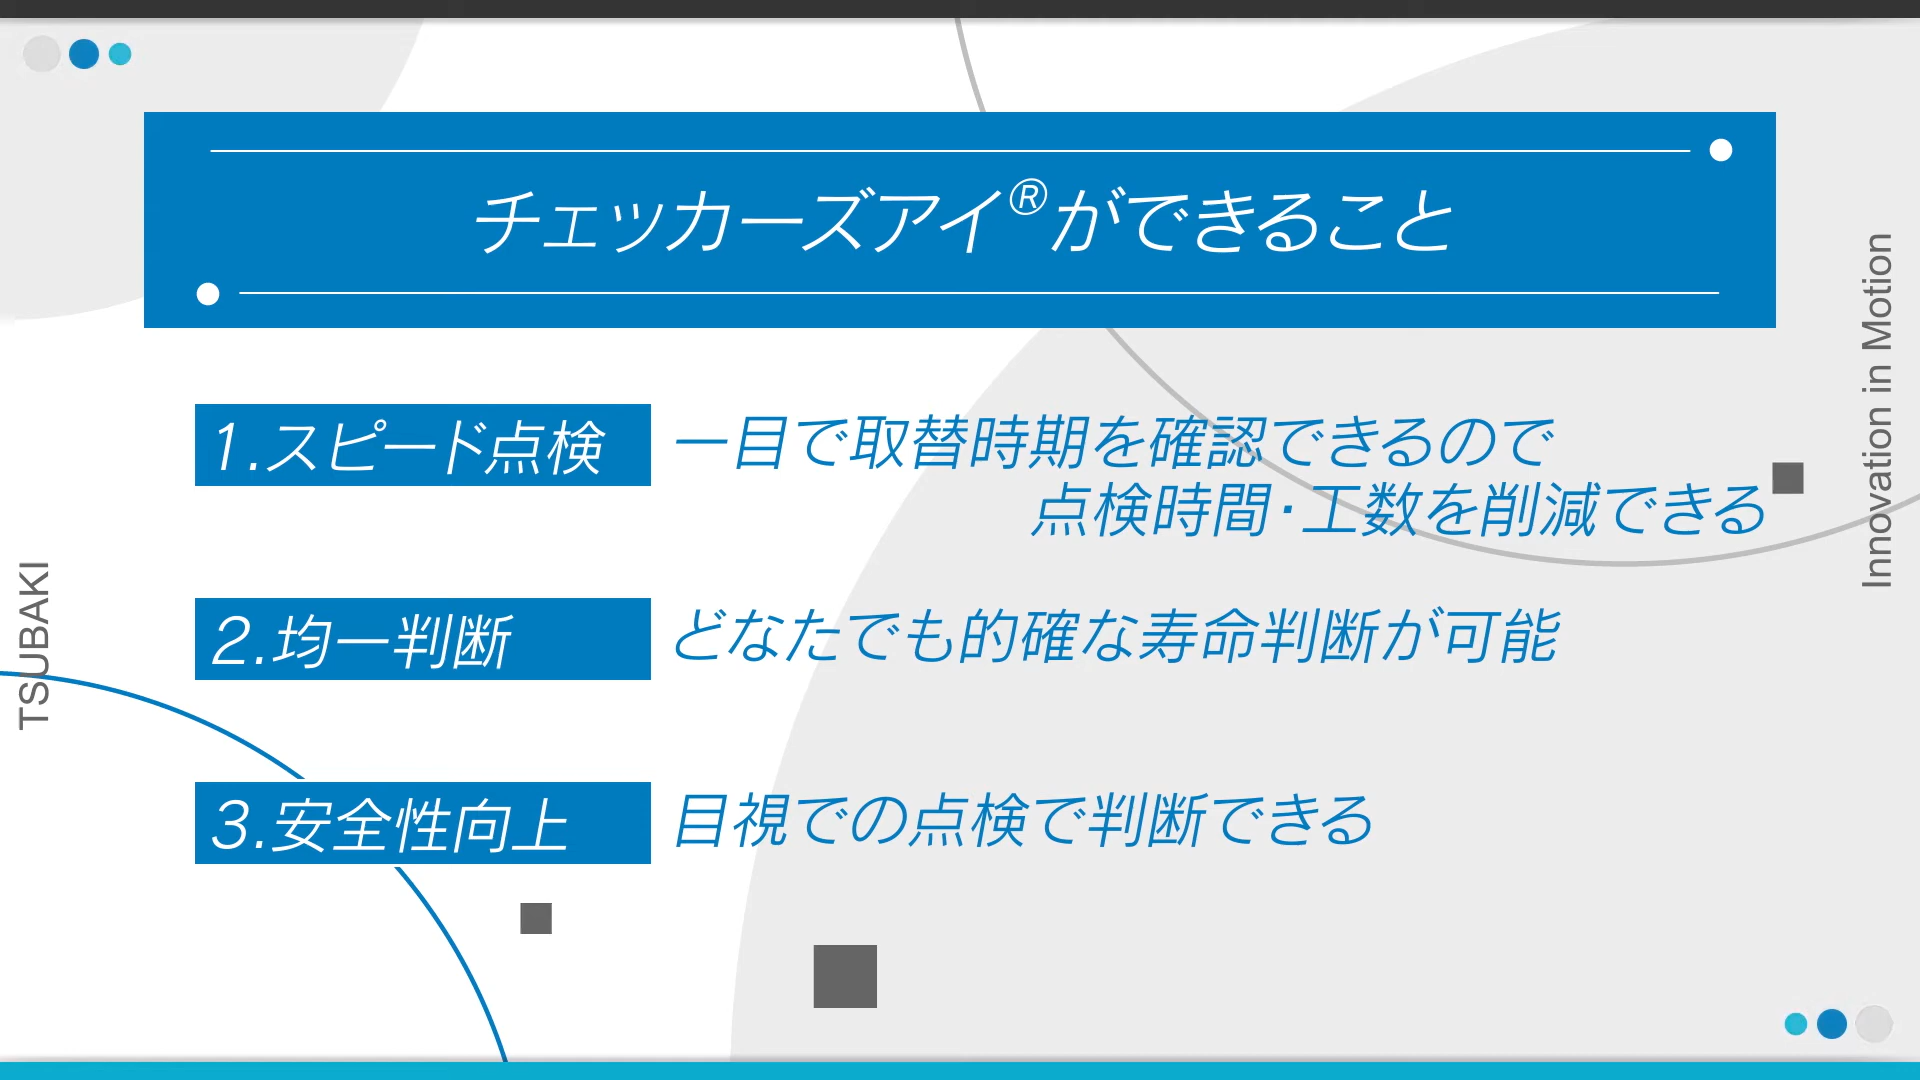 チェッカーズアイ®ができること
1.スピード点検
一目で取替時期を確認できるので
点検時間・工数を削減できる
2.均一判断
どなたでも的確な寿命判断が可能
3.安全性向上
目視での点検で判断できる
TSUBAKI
Innovation in Motion